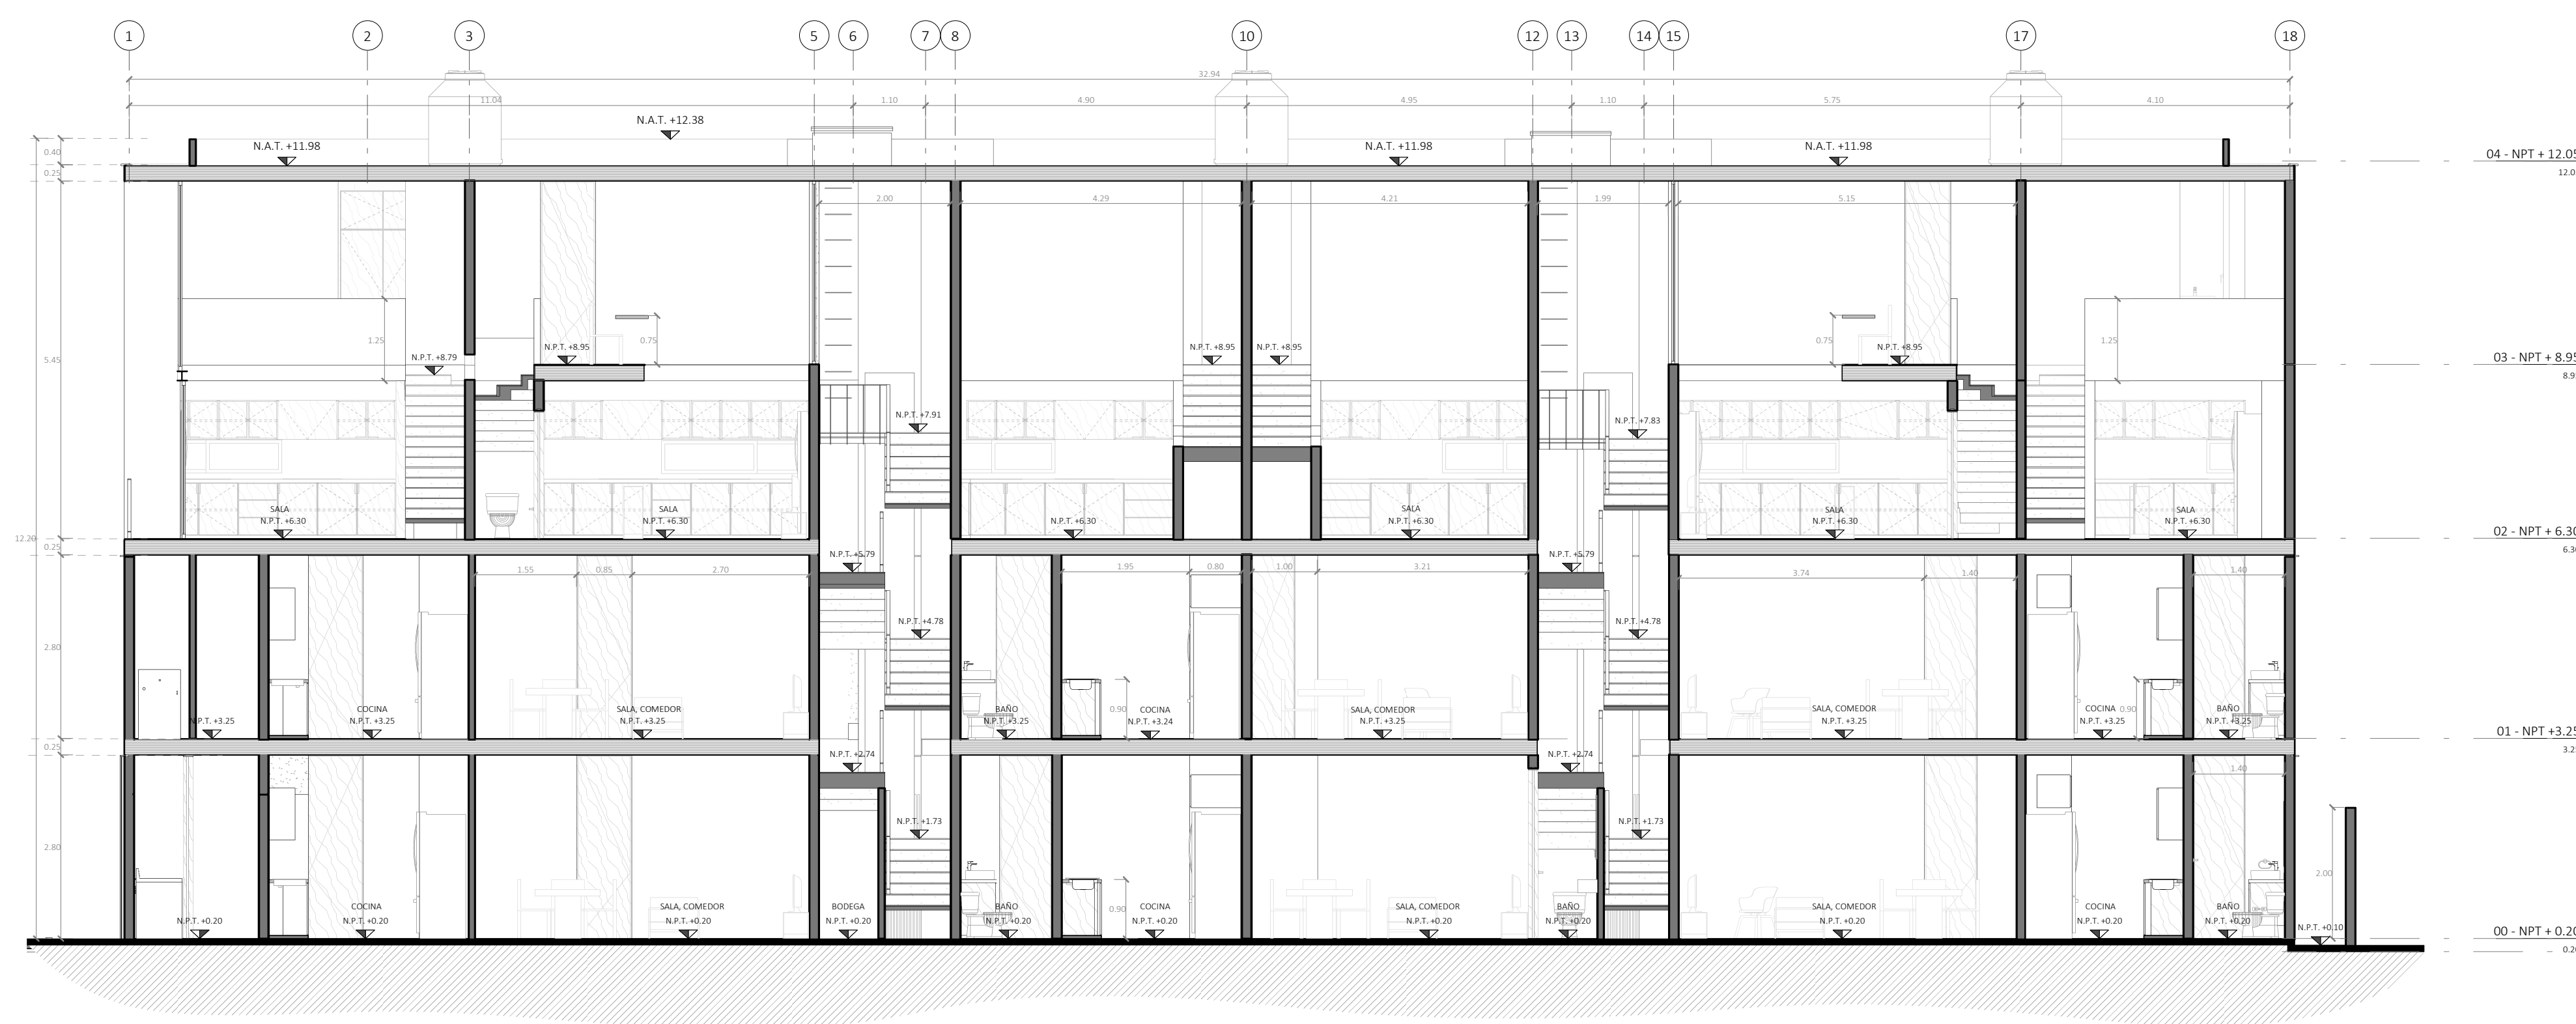 1 2 3 5 6 7 8 10 12 13 14 15 17 18
32.94
11.04 1.10 4.90 4.95 1.10 5.75 4.10
N.A.T. +12.38
N.A.T. +11.98 N.A.T. +11.98 N.A.T. +11.98
0.40
0.25
04 - NPT + 12.05
12.0
2.00 4.29 4.21 1.99 5.15
1.25 0.75 0.75 1.25
N.P.T. +8.79 N.P.T. +8.95 N.P.T. +8.95 N.P.T. +8.95 N.P.T. +8.95
5.45
03 - NPT + 8.95
8.9
N.P.T. +7.91 N.P.T. +7.83
SALA SALA SALA SALA SALA
N.P.T. +6.30 N.P.T. +6.30 N.P.T. +6.30 N.P.T. +6.30 N.P.T. +6.30 N.P.T. +6.30
02 - NPT + 6.30
6.30
12.20
0.25
N.P.T. +5.79 N.P.T. +5.79
1.55 0.85 2.70 1.95 0.80 1.00 3.21 3.74 1.40 1.40
N.P.T. +4.78 N.P.T. +4.78
2.80
COCINA SALA, COMEDOR BAÑO 0.90 COCINA SALA, COMEDOR SALA, COMEDOR COCINA 0.90 BAÑO
N.P.T. +3.25 N.P.T. +3.25 N.P.T. +3.25 N.P.T. +3.25 N.P.T. +3.24 N.P.T. +3.25 N.P.T. +3.25 N.P.T. +3.25 N.P.T. +3.25
01 - NPT +3.25
3.25
0.25
N.P.T. +2.74 N.P.T. +2.74
1.40
N.P.T. +1.73 N.P.T. +1.73
2.80
2.00
COCINA SALA, COMEDOR BODEGA BAÑO 0.90 COCINA SALA, COMEDOR BAÑO SALA, COMEDOR COCINA BAÑO
N.P.T. +0.20 N.P.T. +0.20 N.P.T. +0.20 N.P.T. +0.20 N.P.T. +0.20 N.P.T. +0.20 N.P.T. +0.20 N.P.T. +0.20 N.P.T. +0.20 N.P.T. +0.20 N.P.T. +0.20 N.P.T. +0.10
00 - NPT + 0.20
0.20